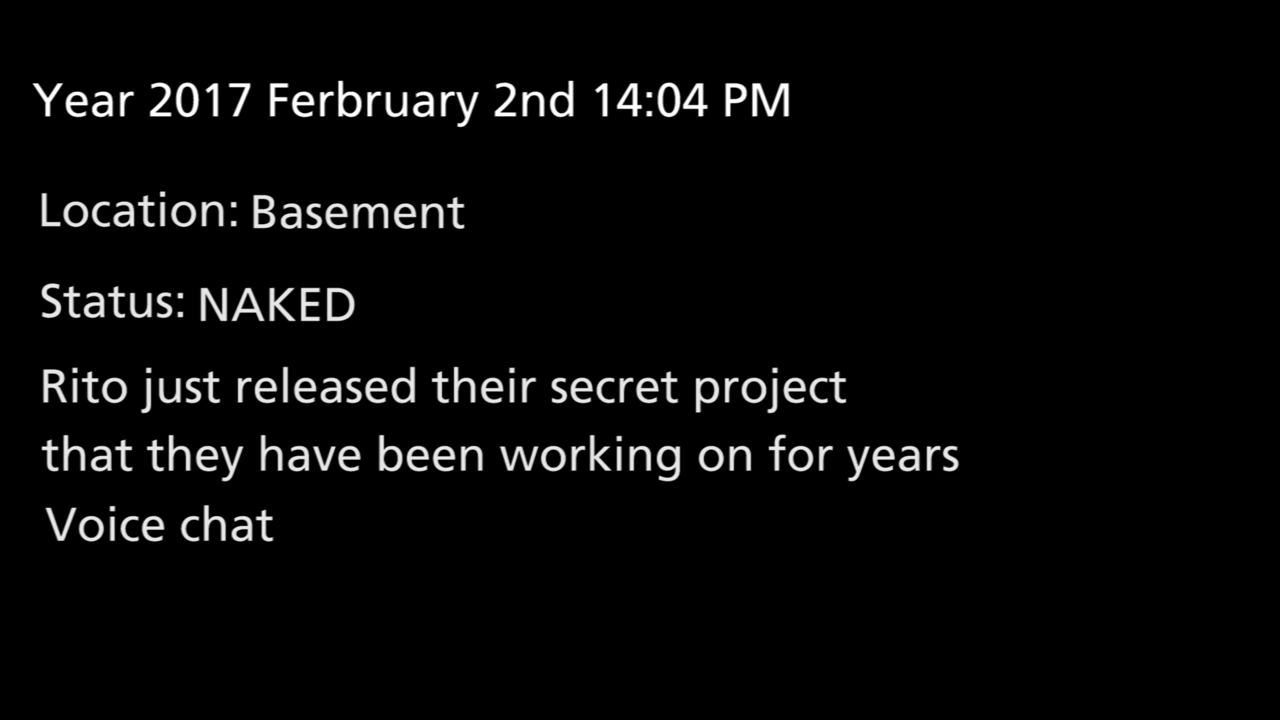 Year 2017 Ferbruary 2nd 14:04 PM
Location: Basement
Status: NAKED
Rito just released their secret project
that they have been working on for years
Voice chat